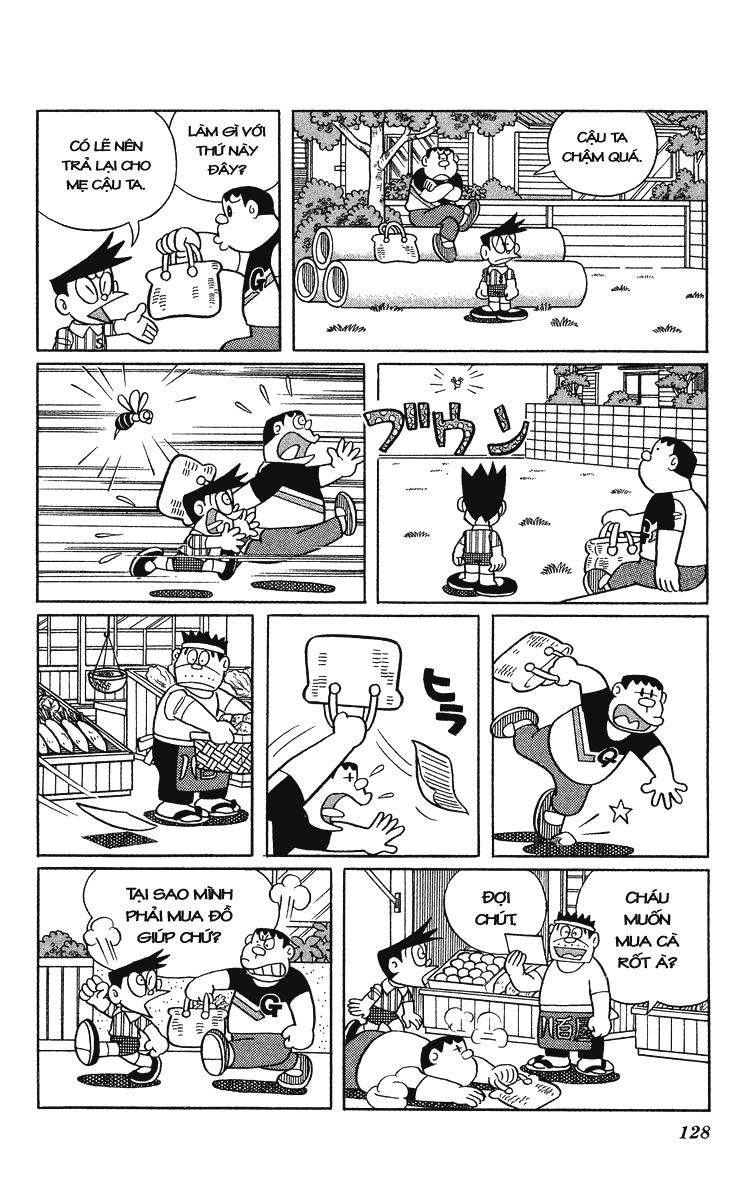 CẬU TA
CHẬM QUÁ.
LÀM GÌ VỚI
THỨ NÀY
ĐÂY?
CÓ LẼ NÊN
TRẢ LẠI CHO
MẸ CẬU TA.
G
S
ブウン
G
G
ヒラ
CHÁU
MUỐN
MUA CÀ
RỐT À?
ĐỢI
CHÚT.
TẠI SAO MÌNH
PHẢI MUA ĐỒ
GIÚP CHỨ?
G
128